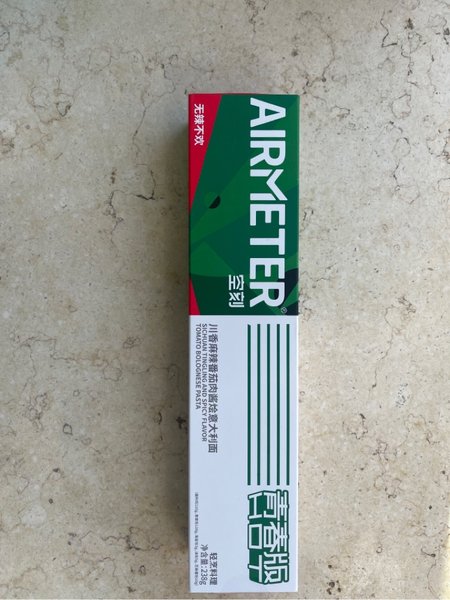 无辣不欢
AIRMETER®
空刻
川香麻辣番茄肉酱烩意大利面
SICHUAN TINGLING AND SPICY FLAVOR
TOMATO BOLOGNESE PASTA
青春版
轻烹料理
净含量:238g